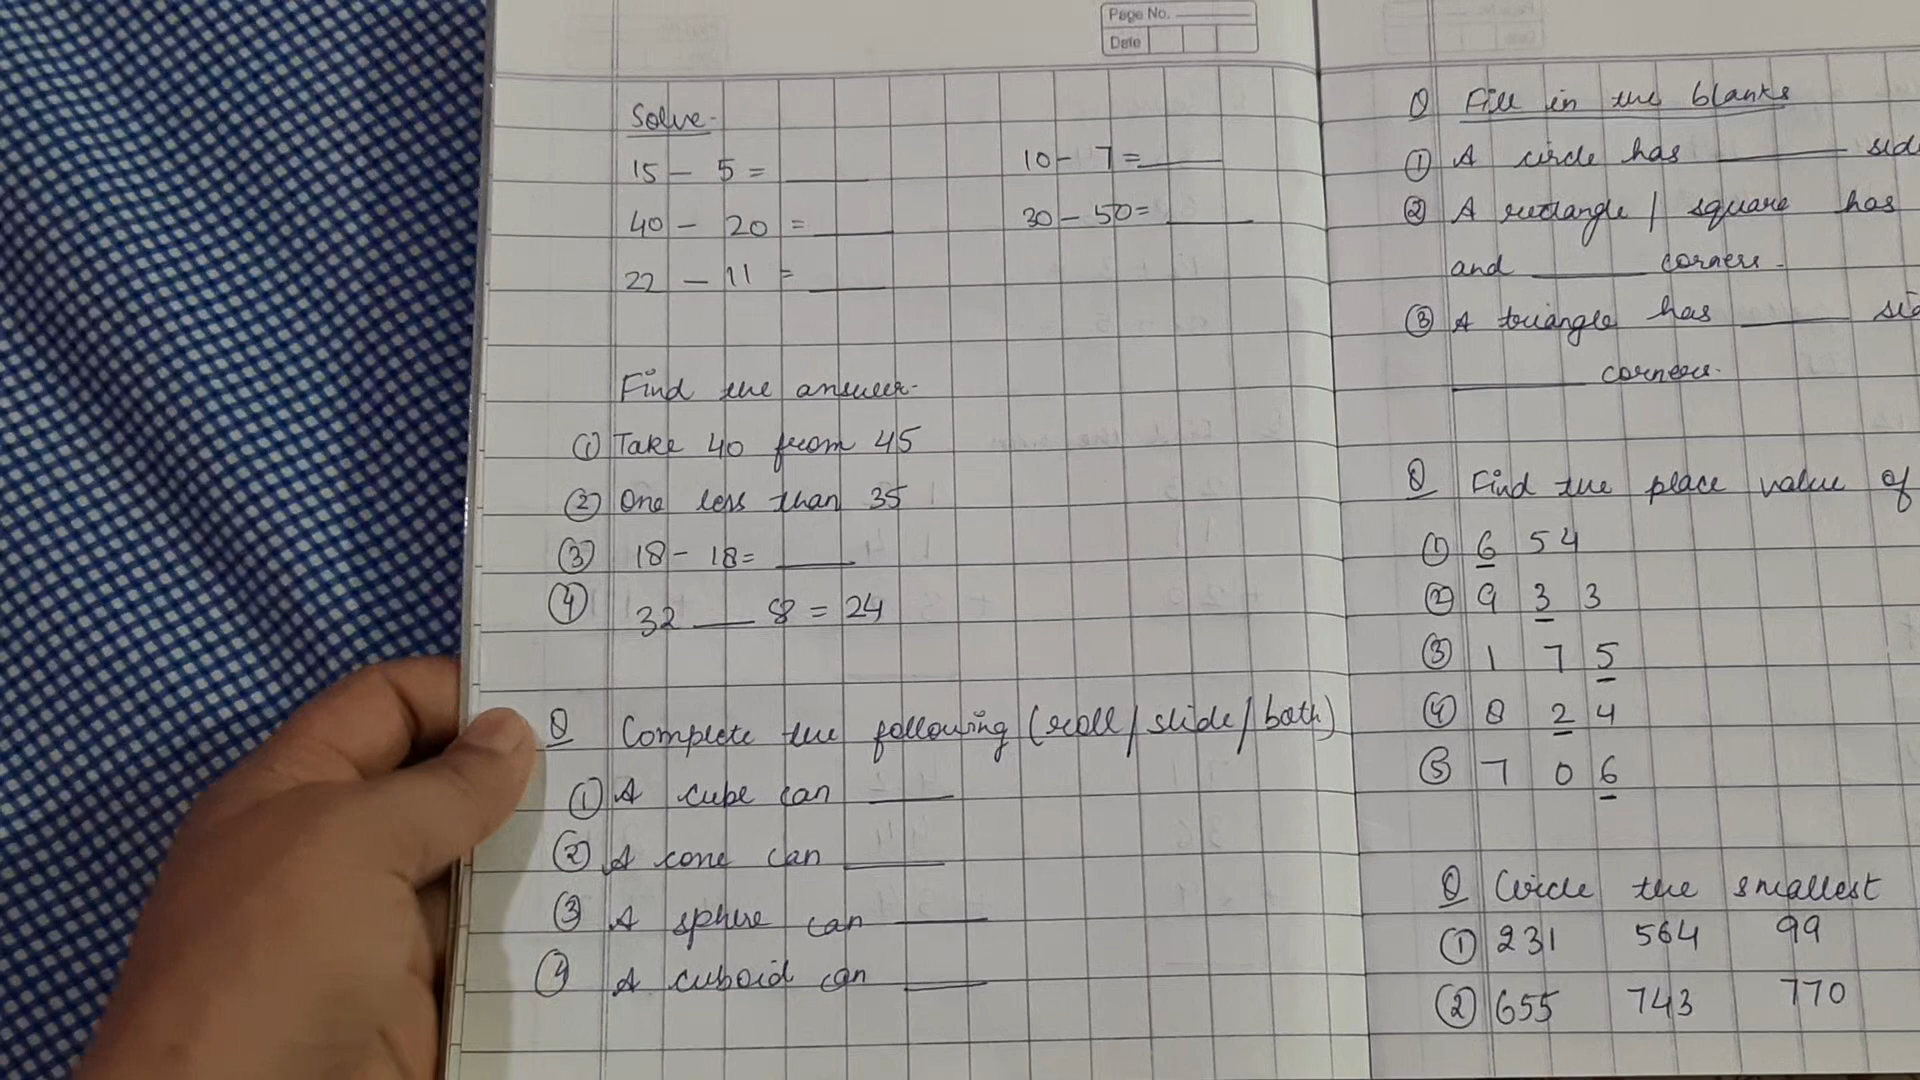 Page No.
Date
Solve-
15 - 5 = ____ 10 - 7 = ____
40 - 20 = ____ 30 - 50 = ____
22 - 11 = ____
Find the answer-
① Take 40 from 45
② One less than 35
③ 18 - 18 = ____
④ 32 ____ 8 = 24
Q Complete the following (roll/slide/both)
① A cube can ____
② A cone can ____
③ A sphere can ____
④ A cuboid can ____
Q Fill in the blanks
① A circle has ____
② A rectangle / square has
and ____ corners.
③ A triangle has ____
____ corners.
Q Find the place value of
① 6 5 4
② 9 3 3
③ 1 7 5
④ 8 2 4
⑤ 7 0 6
Q Circle the smallest
① 231 564 99
② 655 743 770